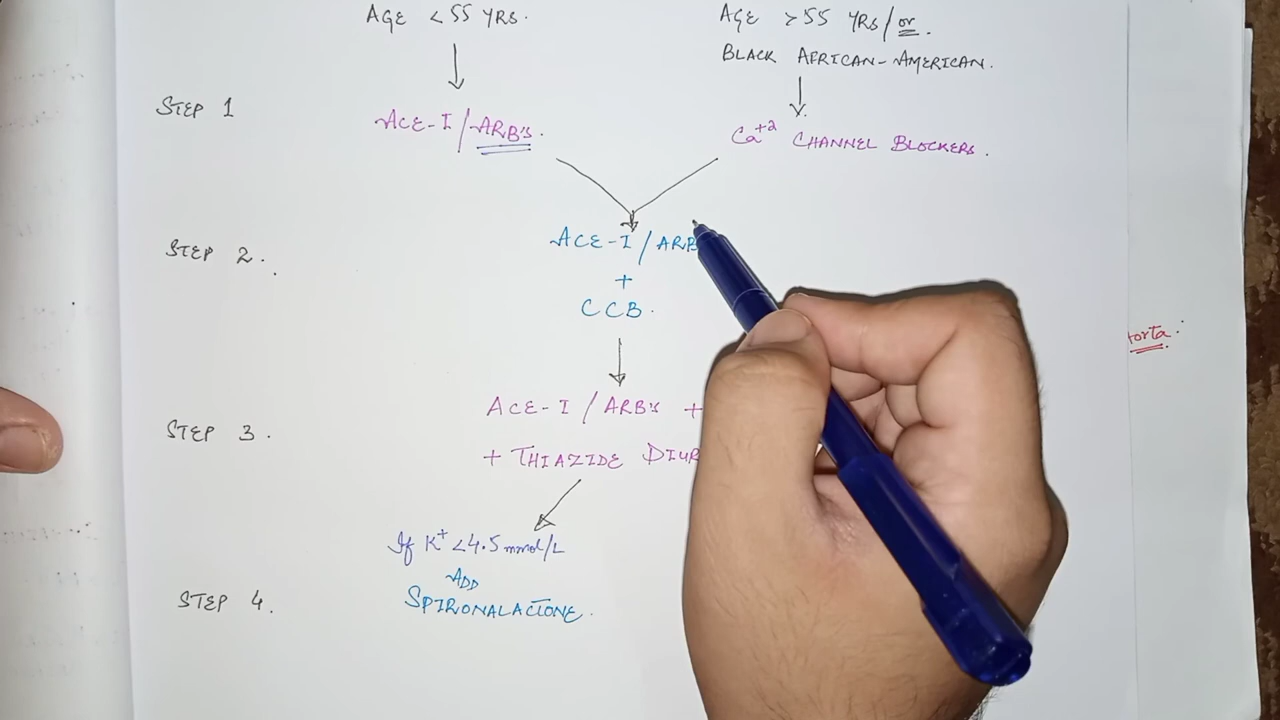 AGE < 55 YRS.
AGE > 55 YRS/or.
BLACK AFRICAN-AMERICAN.
STEP 1
ACE-I/ARB's.
Ca+2 CHANNEL BLOCKERS.
STEP 2.
ACE-I/ARB
+
CCB.
STEP 3.
ACE-I/ARB's +
+ THIAZIDE DIUR
If K+ <4.5 mmol/L
ADD
STEP 4.
SPIRONALACTONE.